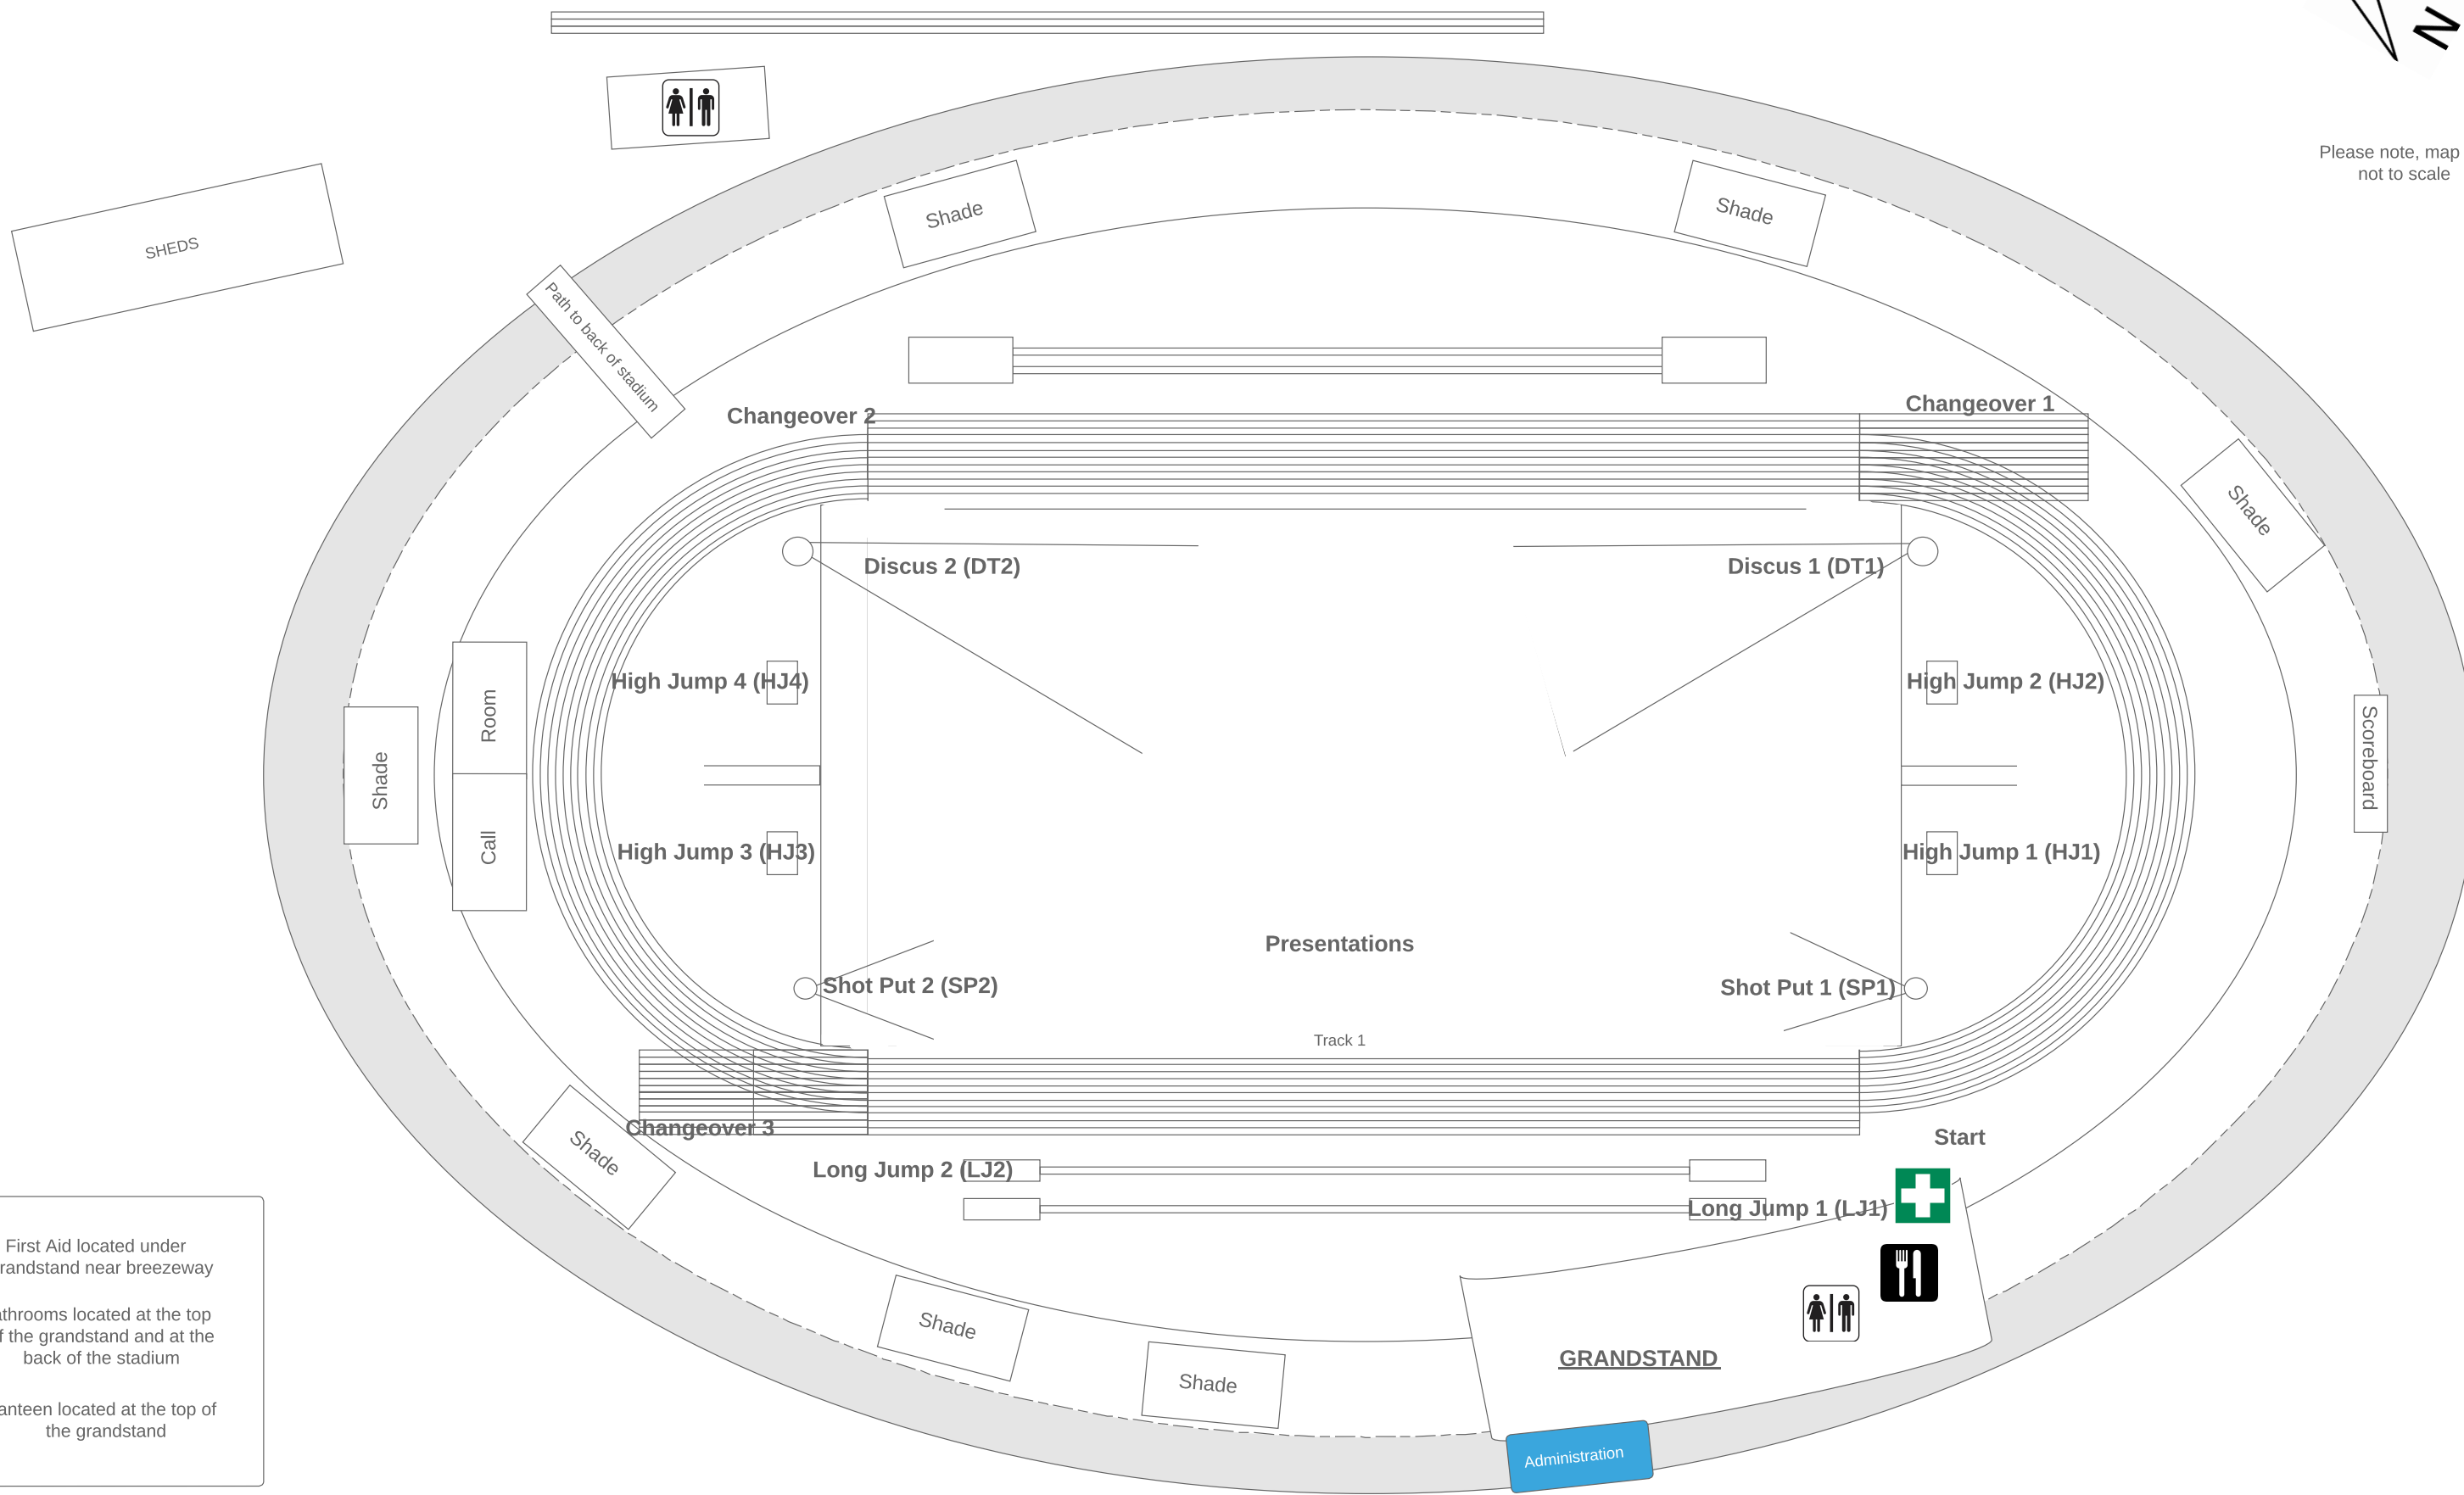 N
Please note, map
not to scale
SHEDS
Shade
Shade
Path to back of stadium
Changeover 2
Changeover 1
Shade
Discus 2 (DT2)
Discus 1 (DT1)
High Jump 4 (HJ4)
High Jump 2 (HJ2)
Room
Call
Shade
Scoreboard
High Jump 3 (HJ3)
High Jump 1 (HJ1)
Presentations
Shot Put 2 (SP2)
Shot Put 1 (SP1)
Track 1
Changeover 3
Start
Shade
Long Jump 2 (LJ2)
Long Jump 1 (LJ1)
First Aid located under
randstand near breezeway
athrooms located at the top
f the grandstand and at the
back of the stadium
anteen located at the top of
the grandstand
Shade
Shade
GRANDSTAND
Administration